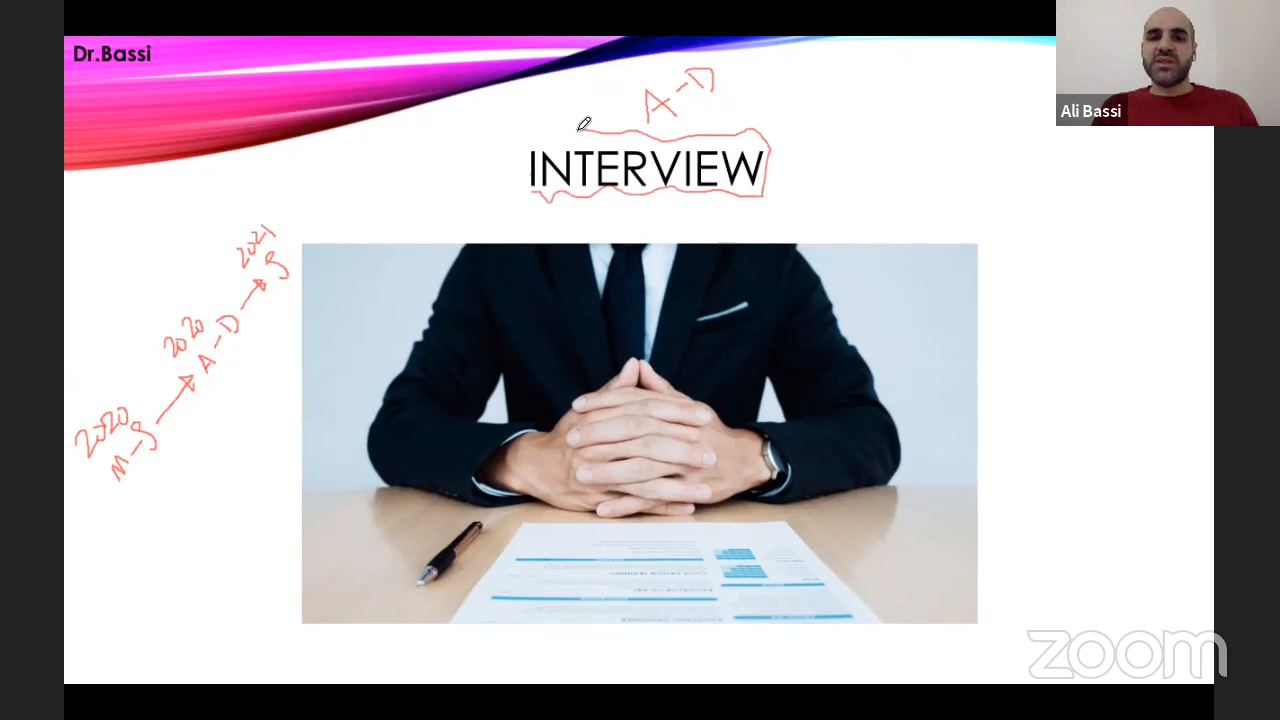 Dr.Bassi
A-D
Ali Bassi
INTERVIEW
2021
2020
A-D
2020
zoom